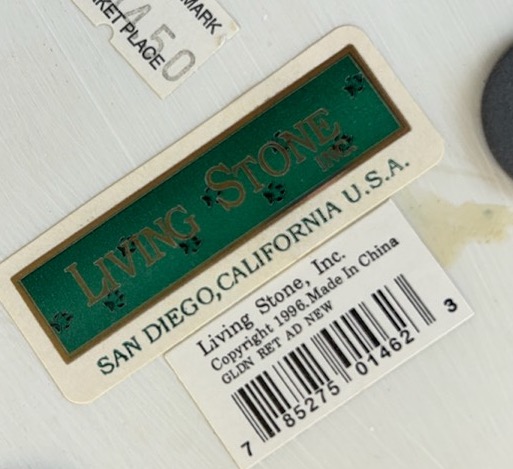 MARK
KET PLACE
450
LIVING STONE
INC.
SAN DIEGO, CALIFORNIA U.S.A.
Living Stone, Inc.
Copyright 1996. Made In China
GLDN RET AD NEW
7 85275 01462 3